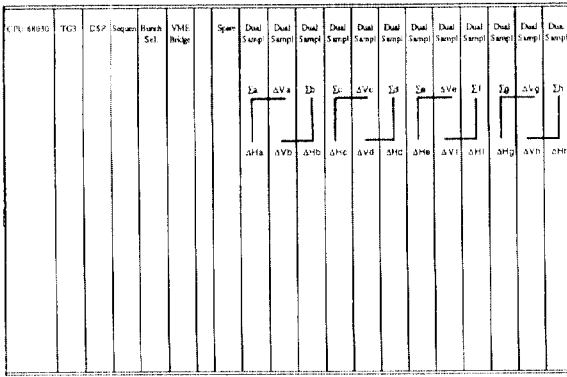 CPU 68030 TG3 DSP Sequen Bunch Sel. VME Bridge Spare Dual Sampl Dual Sampl Dual Sampl Dual Sampl Dual Sampl Dual Sampl Dual Sampl Dual Sampl Dual Sampl Dual Sampl Dual Sampl Dual Sampl
Σa ΔVa Σb Σc ΔVc Σd Σe ΔVe Σf Σg ΔVg Σh
ΔHa ΔVb ΔHb ΔHc ΔVd ΔHd ΔHe ΔVf ΔHf ΔHg ΔVh ΔHh